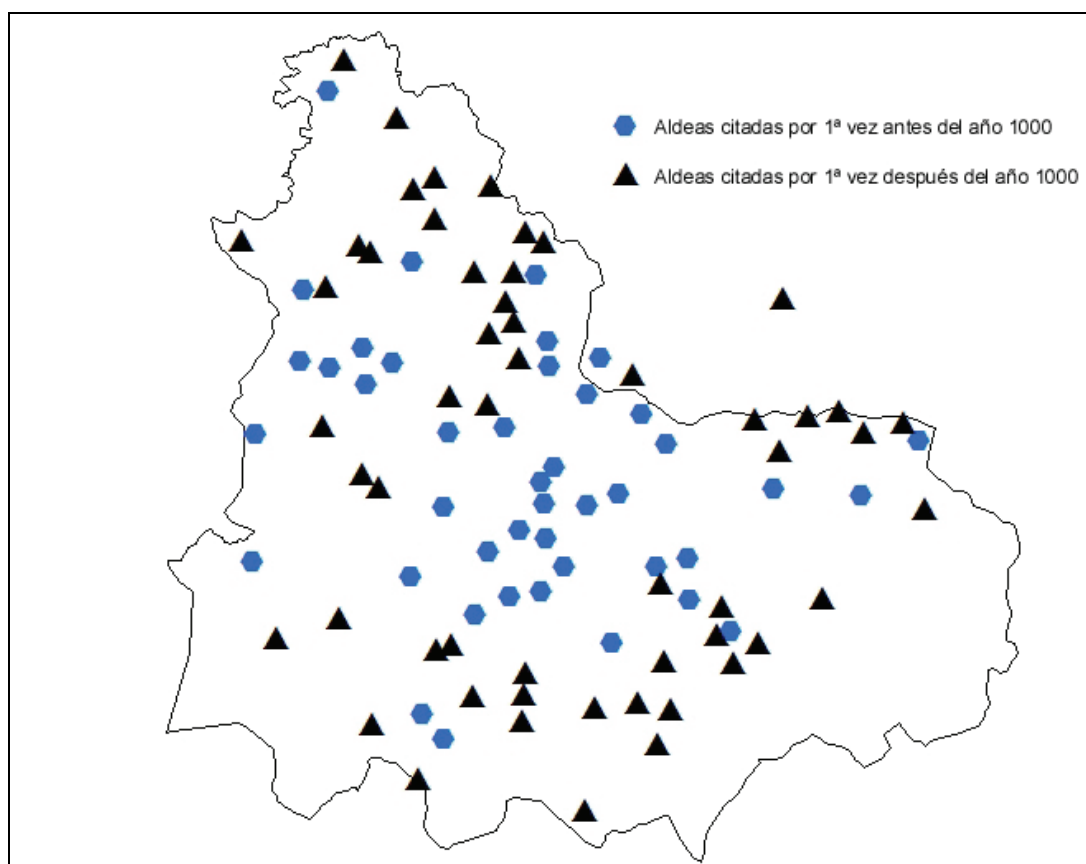 Aldeas citadas por 1ª vez antes del año 1000
Aldeas citadas por 1ª vez después del año 1000